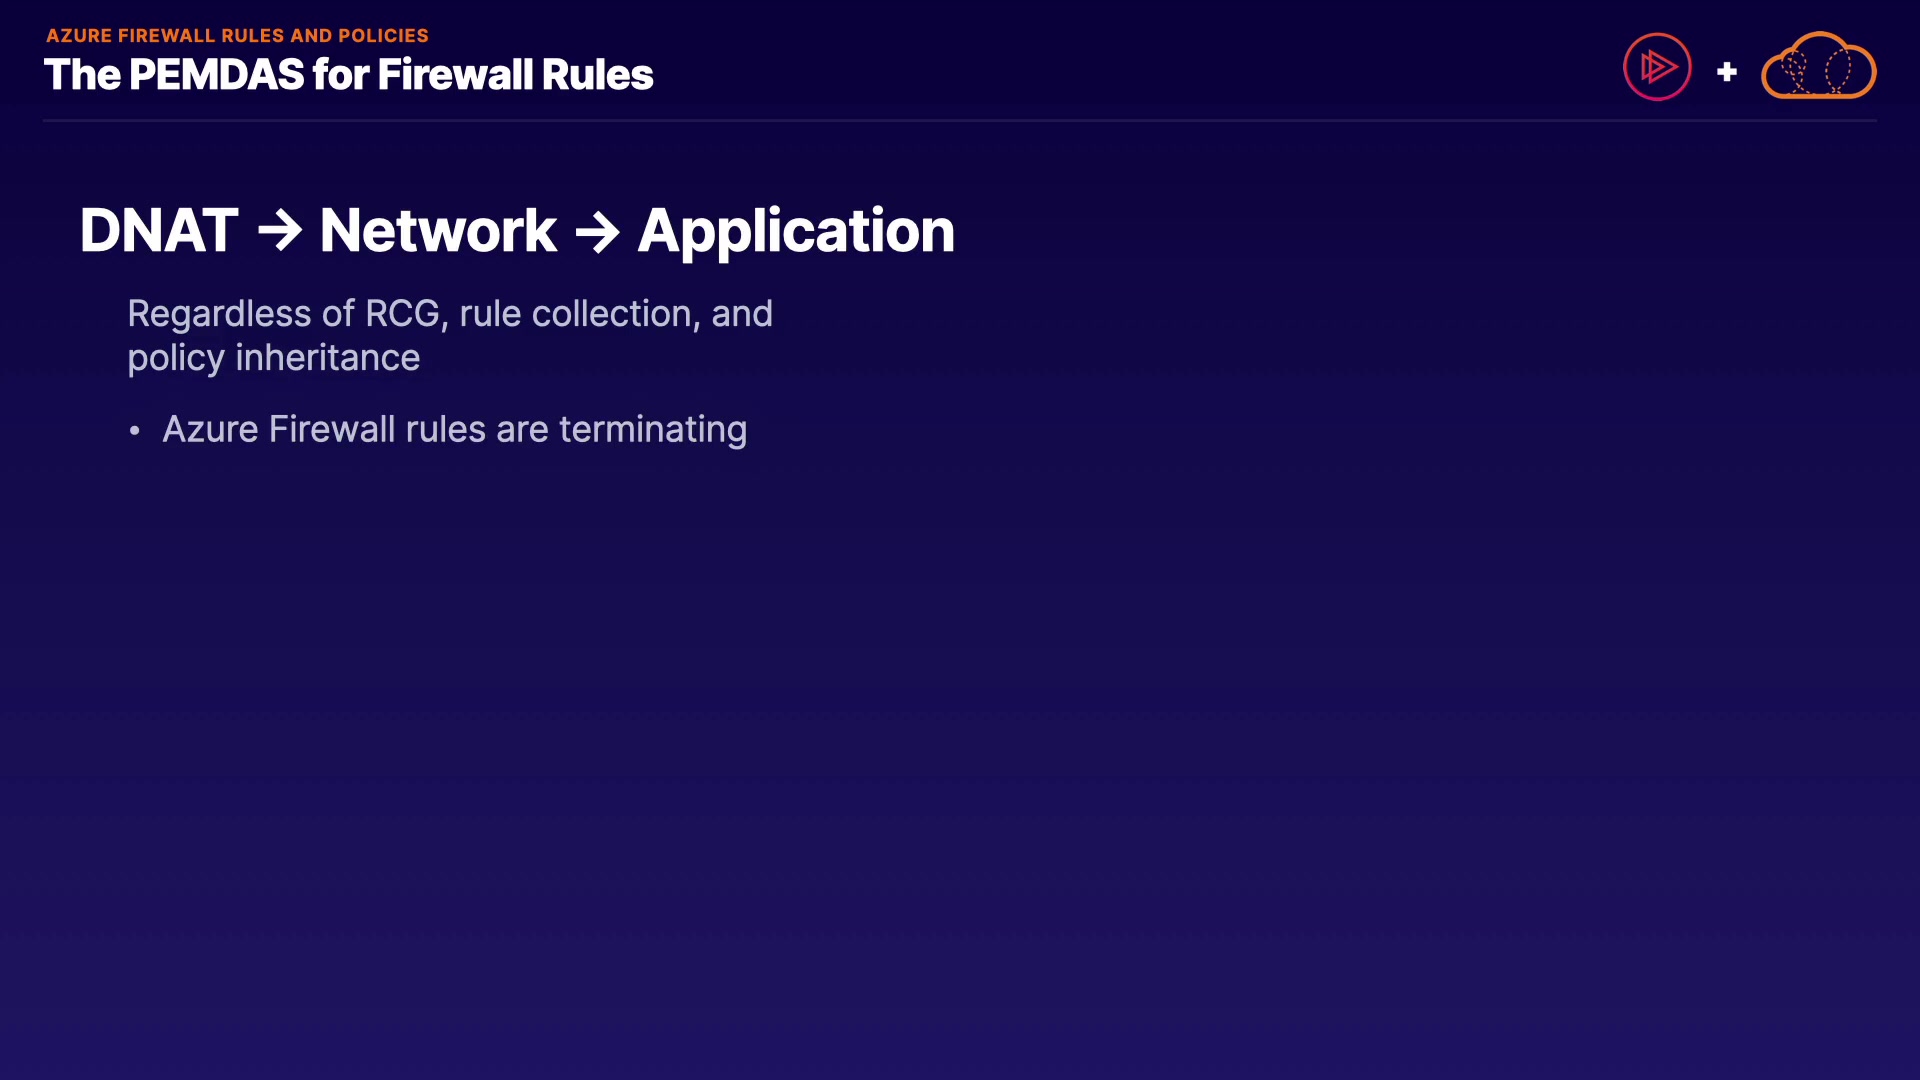 AZURE FIREWALL RULES AND POLICIES
The PEMDAS for Firewall Rules
DNAT → Network → Application
Regardless of RCG, rule collection, and
policy inheritance
• Azure Firewall rules are terminating